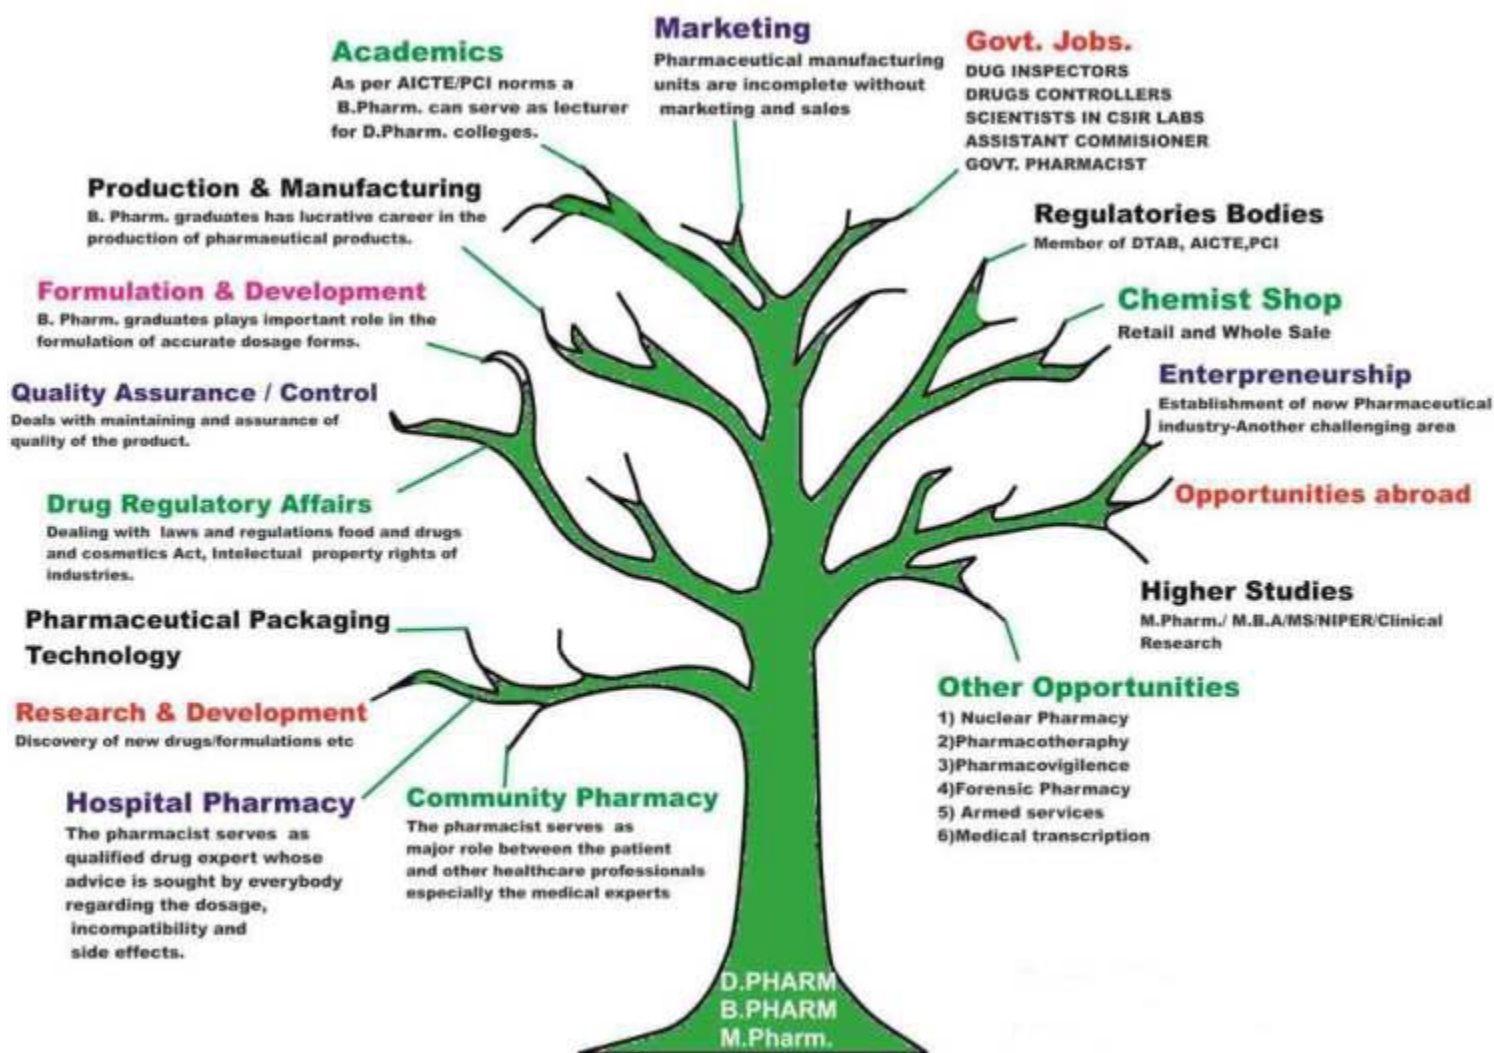 Academics
As per AICTE/PCI norms a
B.Pharm. can serve as lecturer
for D.Pharm. colleges.
Marketing
Pharmaceutical manufacturing
units are incomplete without
marketing and sales
Govt. Jobs.
DUG INSPECTORS
DRUGS CONTROLLERS
SCIENTISTS IN CSIR LABS
ASSISTANT COMMISIONER
GOVT. PHARMACIST
Production & Manufacturing
B. Pharm. graduates has lucrative career in the
production of pharmaeutical products.
Regulatories Bodies
Member of DTAB, AICTE,PCI
Formulation & Development
B. Pharm. graduates plays important role in the
formulation of accurate dosage forms.
Chemist Shop
Retail and Whole Sale
Quality Assurance / Control
Deals with maintaining and assurance of
quality of the product.
Enterpreneurship
Establishment of new Pharmaceutical
industry-Another challenging area
Drug Regulatory Affairs
Dealing with laws and regulations food and drugs
and cosmetics Act, Intelectual property rights of
industries.
Opportunities abroad
Higher Studies
M.Pharm./ M.B.A/MS/NIPER/Clinical
Research
Pharmaceutical Packaging
Technology
Research & Development
Discovery of new drugs/formulations etc
Other Opportunities
1) Nuclear Pharmacy
2)Pharmacotheraphy
3)Pharmacovigilence
4)Forensic Pharmacy
5) Armed services
6)Medical transcription
Hospital Pharmacy
The pharmacist serves as
qualified drug expert whose
advice is sought by everybody
regarding the dosage,
incompatibility and
side effects.
Community Pharmacy
The pharmacist serves as
major role between the patient
and other healthcare professionals
especially the medical experts
D.PHARM
B.PHARM
M.Pharm.